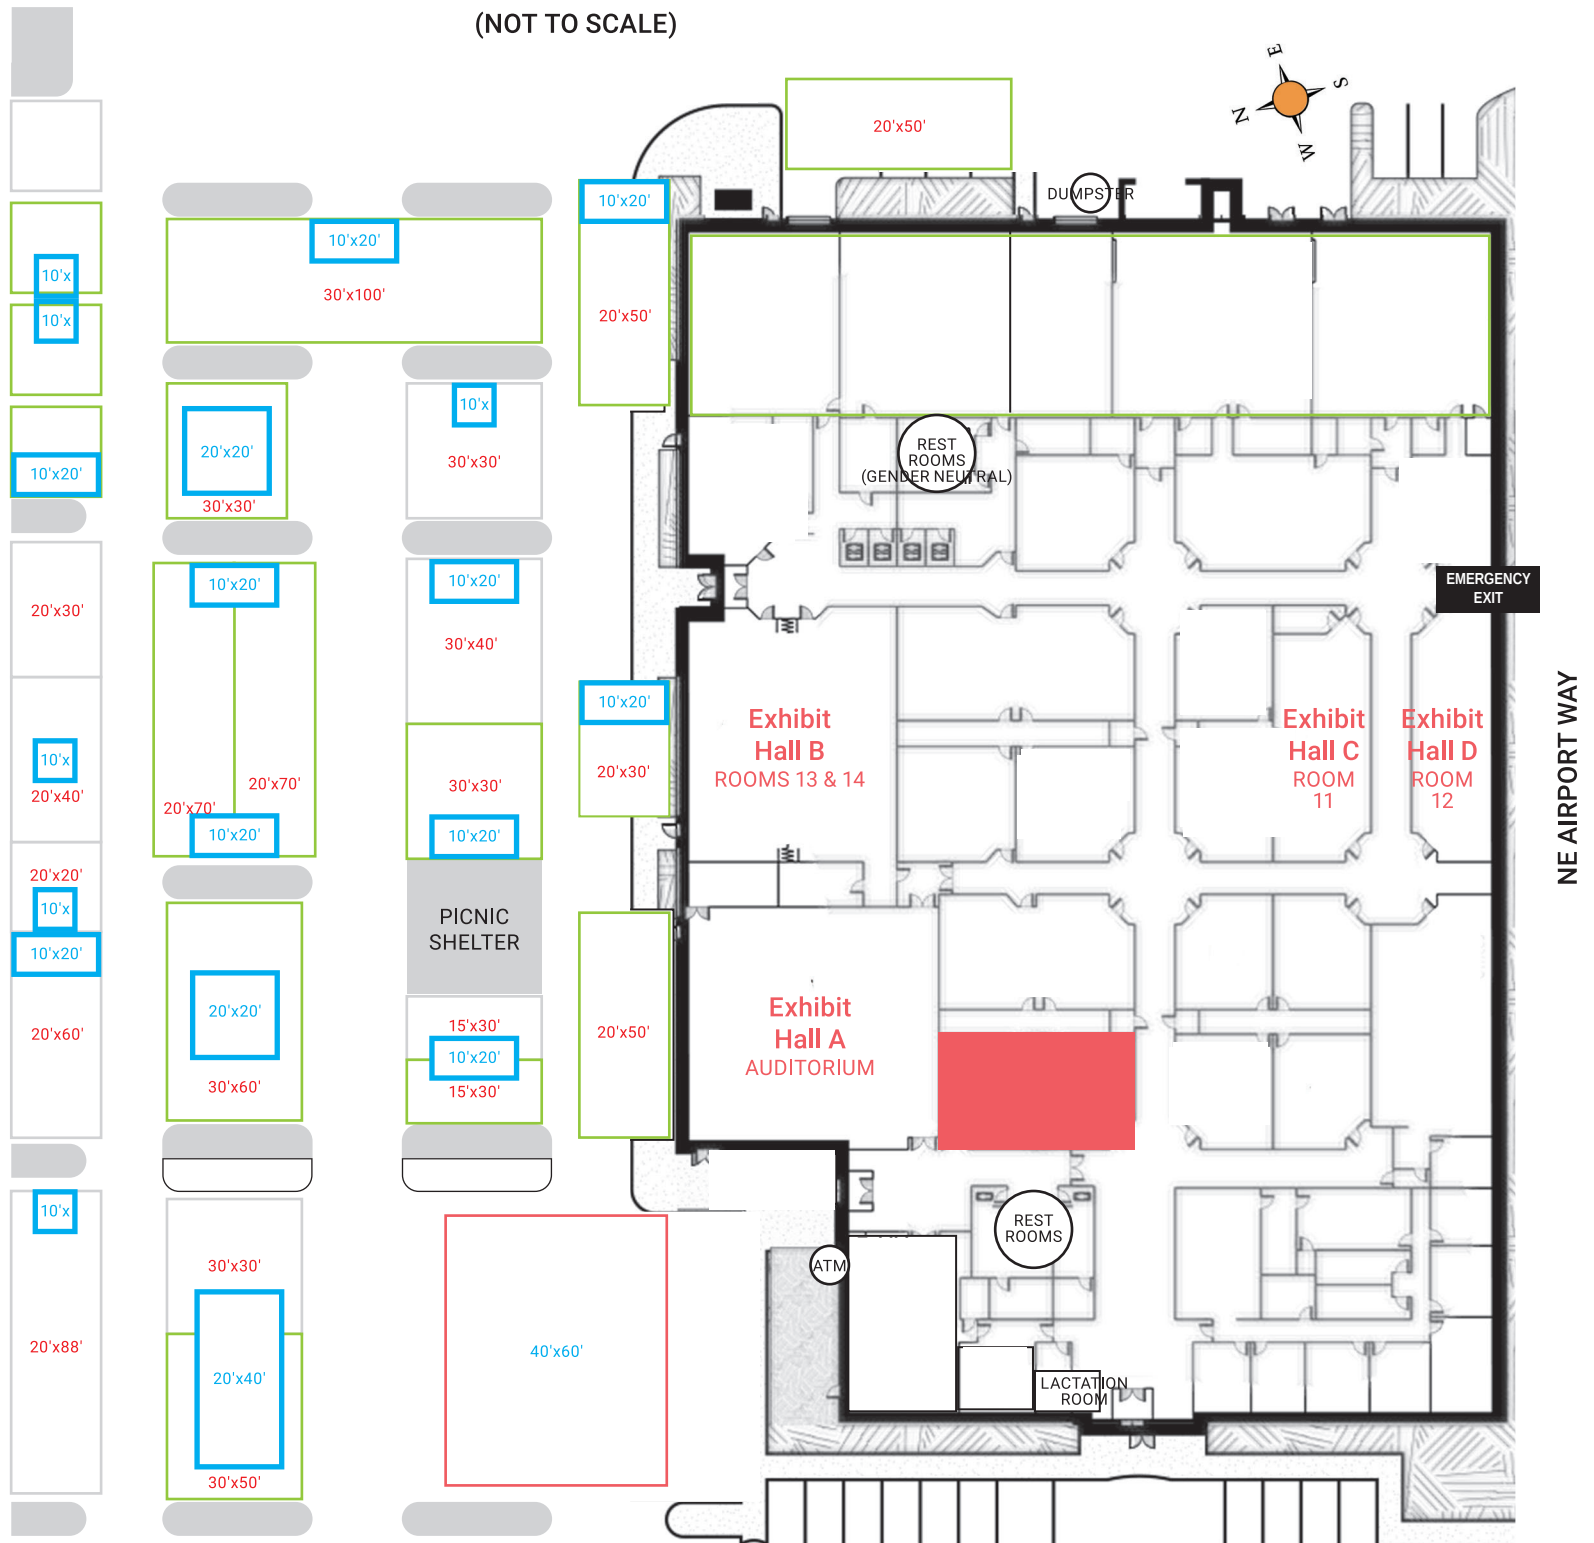 (NOT TO SCALE)
E
S
N
W
20'x50'
DUMPSTER
10'x20'
10'x20'
10'x
30'x100'
20'x50'
10'x
10'x
20'x20'
30'x30'
REST
ROOMS
(GENDER NEUTRAL)
10'x20'
30'x30'
10'x20'
10'x20'
EMERGENCY
EXIT
20'x30'
30'x40'
10'x20'
NE AIRPORT WAY
Exhibit
Hall B
ROOMS 13 & 14
Exhibit
Hall C
ROOM
11
Exhibit
Hall D
ROOM
12
10'x
20'x40'
20'x70'
20'x70'
30'x30'
20'x30'
10'x20'
10'x20'
20'x20'
10'x
10'x20'
PICNIC
SHELTER
20'x60'
20'x20'
30'x60'
15'x30'
10'x20'
15'x30'
20'x50'
Exhibit
Hall A
AUDITORIUM
10'x
REST
ROOMS
ATM
30'x30'
20'x88'
20'x40'
30'x50'
40'x60'
LACTATION
ROOM